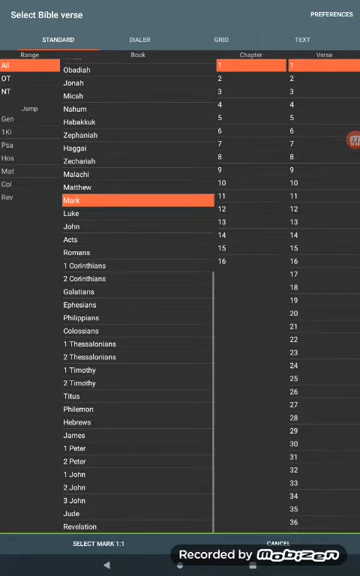 Select Bible verse
PREFERENCES
STANDARD
DIALER
GRID
TEXT
Range
Book
Chapter
Verse
All
OT
NT
Jump
Gen
1Ki
Psa
Hos
Mat
Col
Rev
Obadiah
Jonah
Micah
Nahum
Habakkuk
Zephaniah
Haggai
Zechariah
Malachi
Matthew
Mark
Luke
John
Acts
Romans
1 Corinthians
2 Corinthians
Galatians
Ephesians
Philippians
Colossians
1 Thessalonians
2 Thessalonians
1 Timothy
2 Timothy
Titus
Philemon
Hebrews
James
1 Peter
2 Peter
1 John
2 John
3 John
Jude
Revelation
1
2
3
4
5
6
7
8
9
10
11
12
13
14
15
16
1
2
3
4
5
6
7
8
9
10
11
12
13
14
15
16
17
18
19
20
21
22
23
24
25
26
27
28
29
30
31
32
33
34
35
36
SELECT MARK 1:1
CANCEL
Recorded by Mobizen